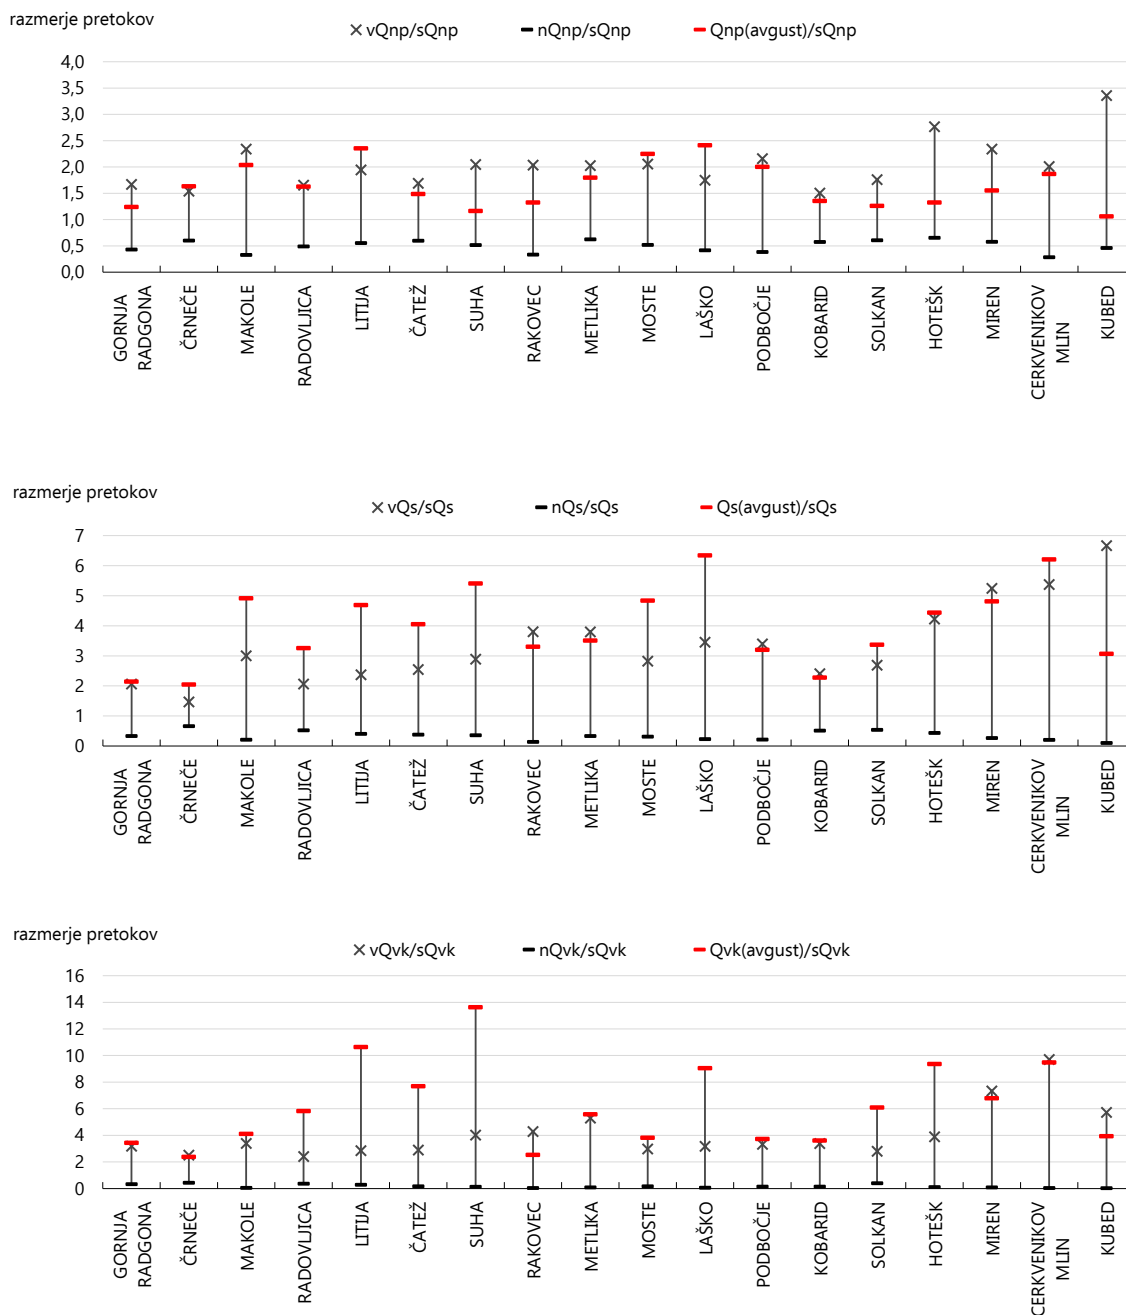 razmerje pretokov
vQnp/sQnp nQnp/sQnp Qnp(avgust)/sQnp
4,0
3,5
3,0
2,5
2,0
1,5
1,0
0,5
0,0
GORNJA RADGONA
ČRNEČE
MAKOLE
RADOVLJICA
LITIJA
ČATEŽ
SUHA
RAKOVEC
METLIKA
MOSTE
LAŠKO
PODBOČJE
KOBARID
SOLKAN
HOTEŠK
MIREN
CERKVENIKOV MLIN
KUBED
razmerje pretokov
vQs/sQs nQs/sQs Qs(avgust)/sQs
7
6
5
4
3
2
1
0
GORNJA RADGONA
ČRNEČE
MAKOLE
RADOVLJICA
LITIJA
ČATEŽ
SUHA
RAKOVEC
METLIKA
MOSTE
LAŠKO
PODBOČJE
KOBARID
SOLKAN
HOTEŠK
MIREN
CERKVENIKOV MLIN
KUBED
razmerje pretokov
vQvk/sQvk nQvk/sQvk Qvk(avgust)/sQvk
16
14
12
10
8
6
4
2
0
GORNJA RADGONA
ČRNEČE
MAKOLE
RADOVLJICA
LITIJA
ČATEŽ
SUHA
RAKOVEC
METLIKA
MOSTE
LAŠKO
PODBOČJE
KOBARID
SOLKAN
HOTEŠK
MIREN
CERKVENIKOV MLIN
KUBED